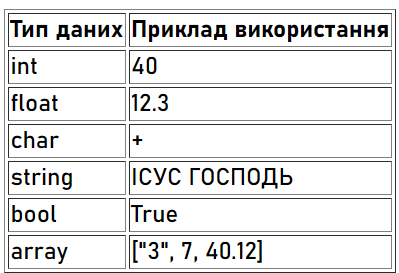 Тип даних Приклад використання
int 40
float 12.3
char +
string ІСУС ГОСПОДЬ
bool True
array ["3", 7, 40.12]